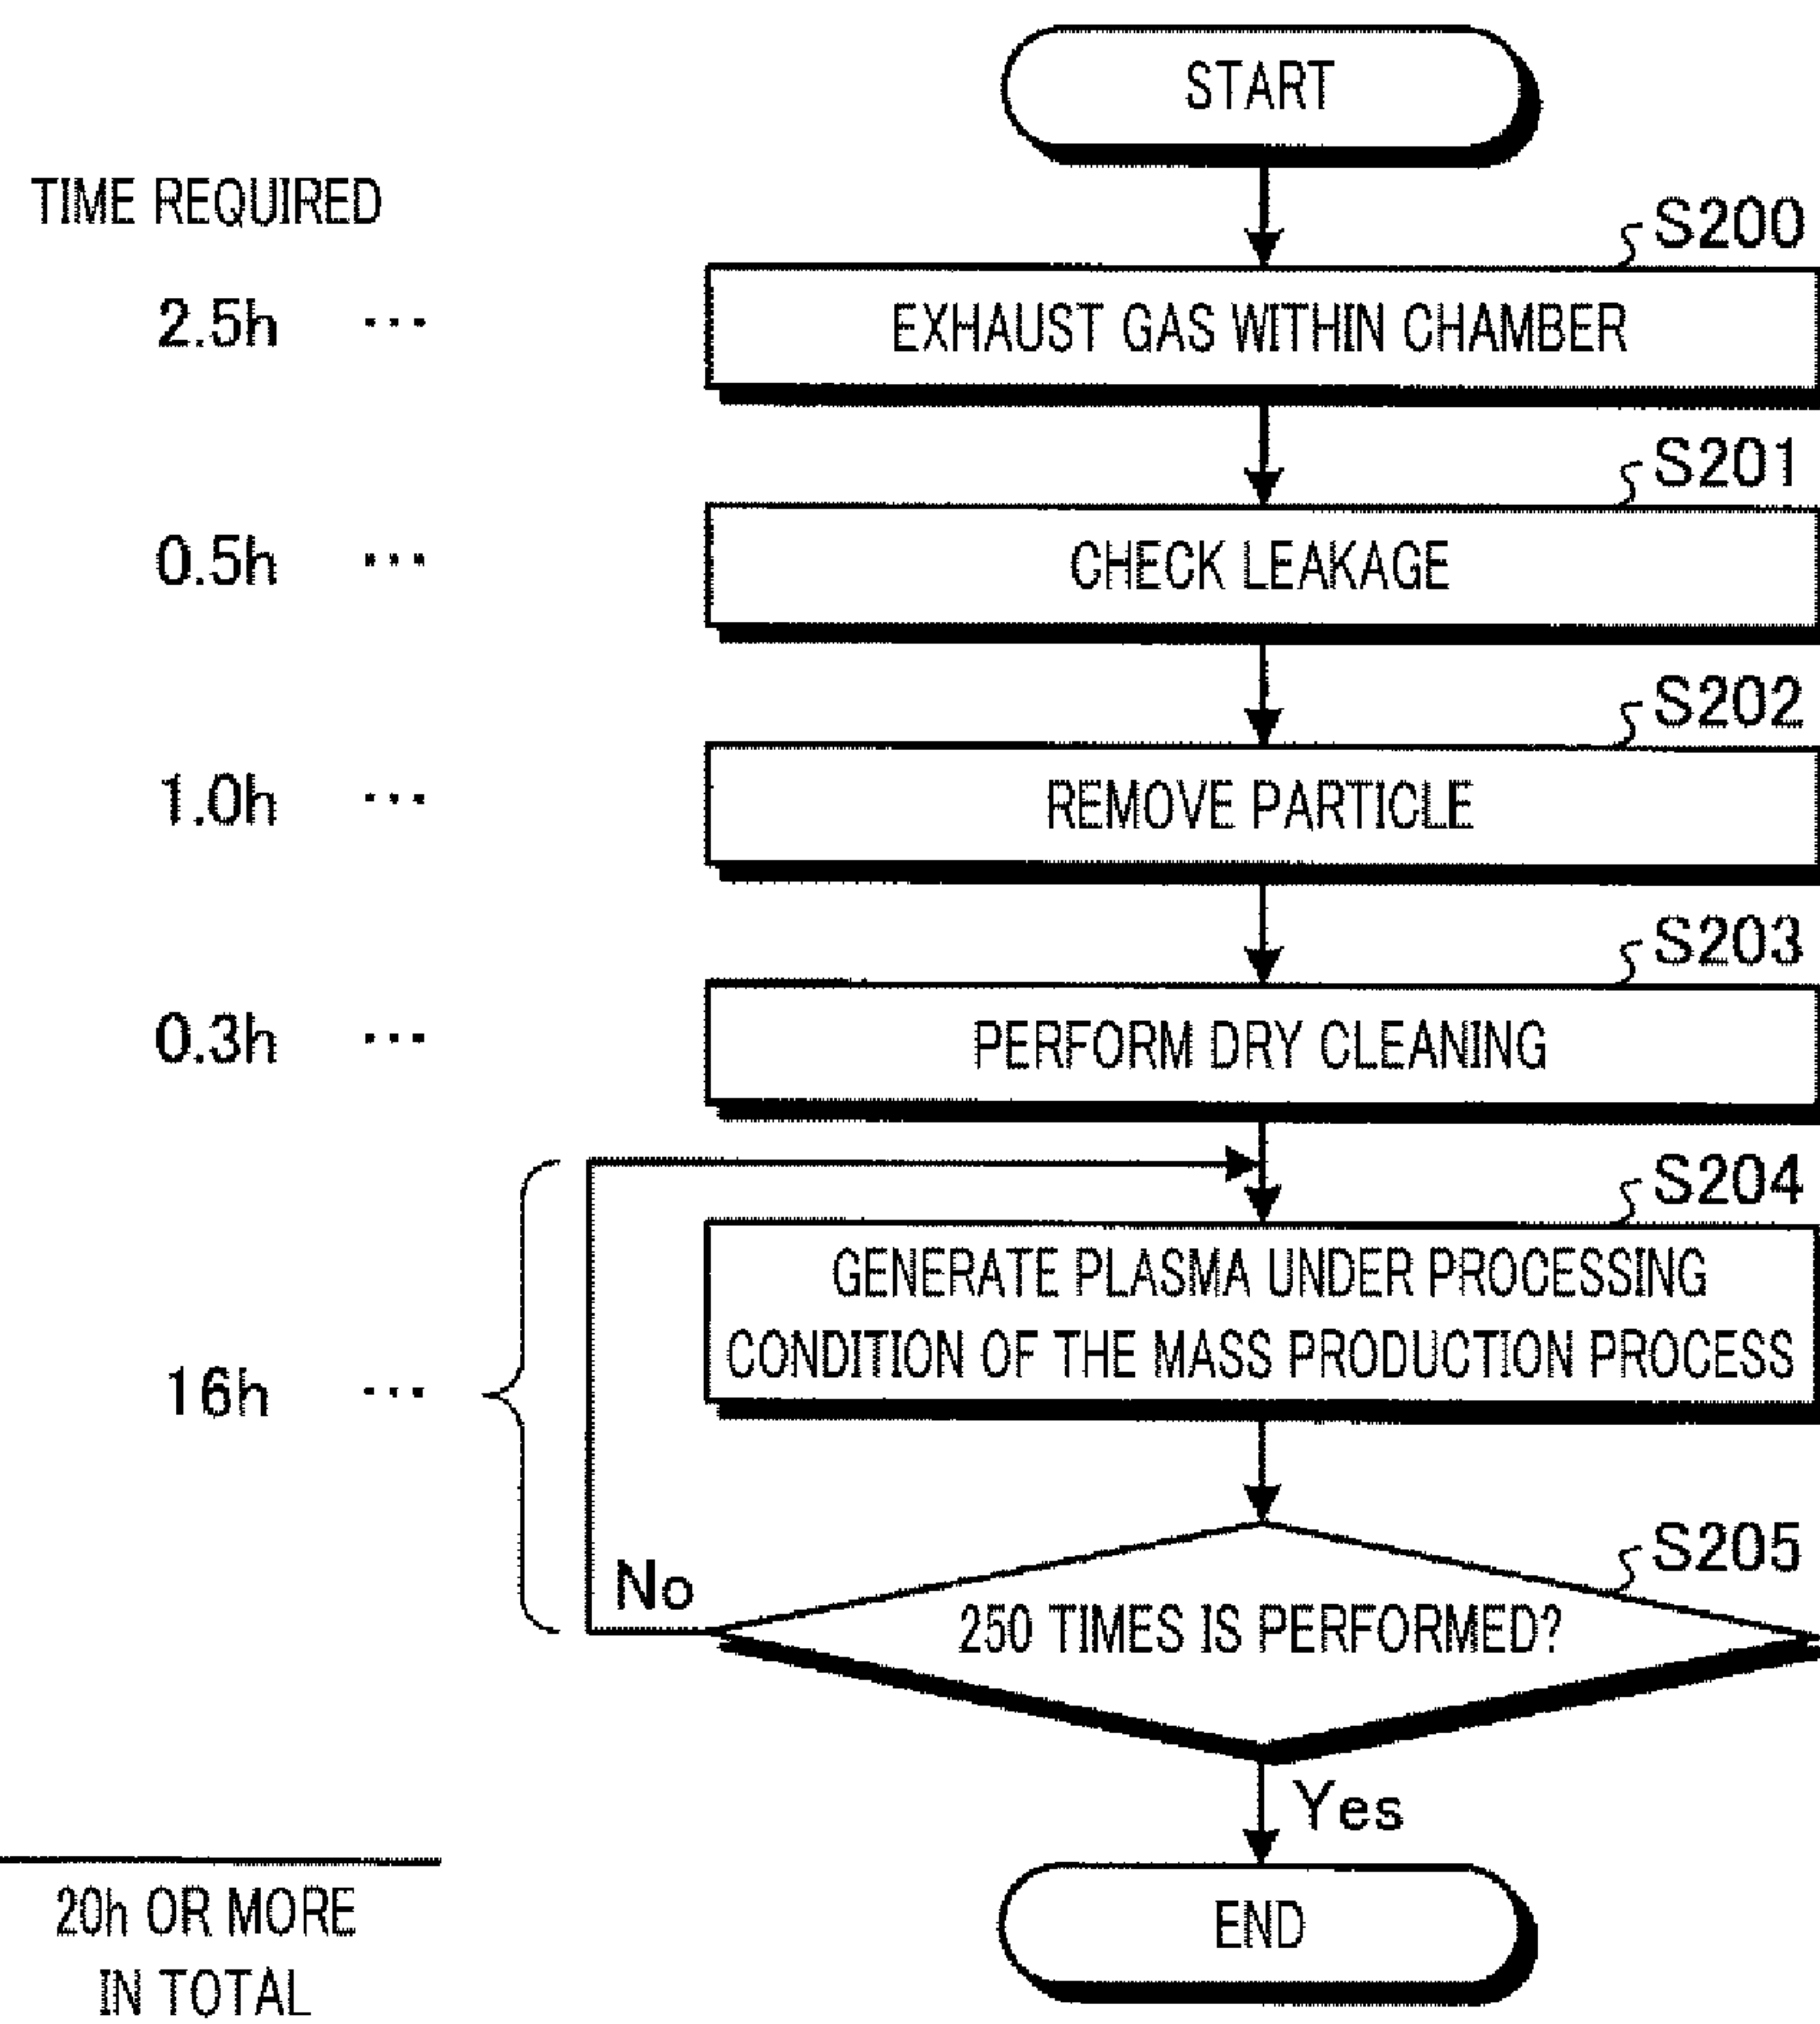 START
TIME REQUIRED
S200
2.5h ... EXHAUST GAS WITHIN CHAMBER
S201
0.5h ... CHECK LEAKAGE
S202
1.0h ... REMOVE PARTICLE
S203
0.3h ... PERFORM DRY CLEANING
S204
GENERATE PLASMA UNDER PROCESSING
CONDITION OF THE MASS PRODUCTION PROCESS
16h ...
S205
No
250 TIMES IS PERFORMED?
Yes
20h OR MORE
IN TOTAL
END